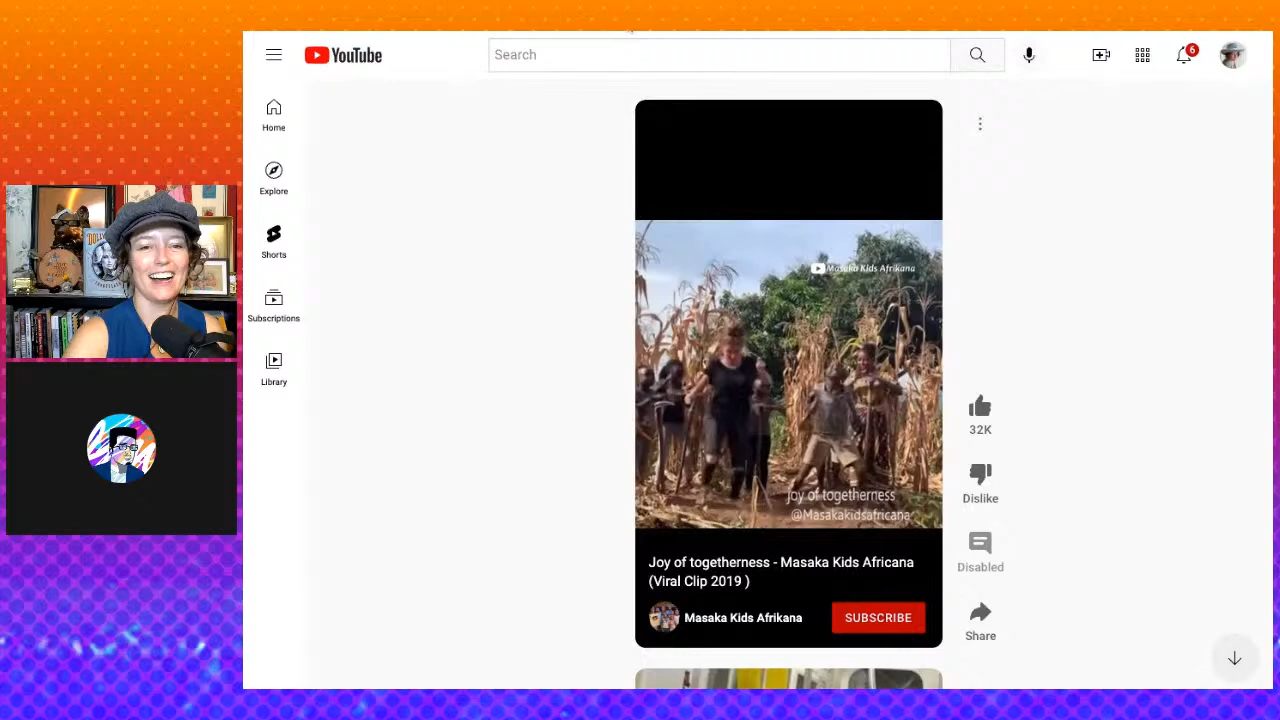 YouTube
Search
6
Home
Explore
Shorts
Subscriptions
Library
Masaka Kids Afrikana
joy of togetherness
@Masakakidsafricana
Joy of togetherness - Masaka Kids Africana
(Viral Clip 2019 )
Masaka Kids Afrikana
SUBSCRIBE
32K
Dislike
Disabled
Share
DOLLY